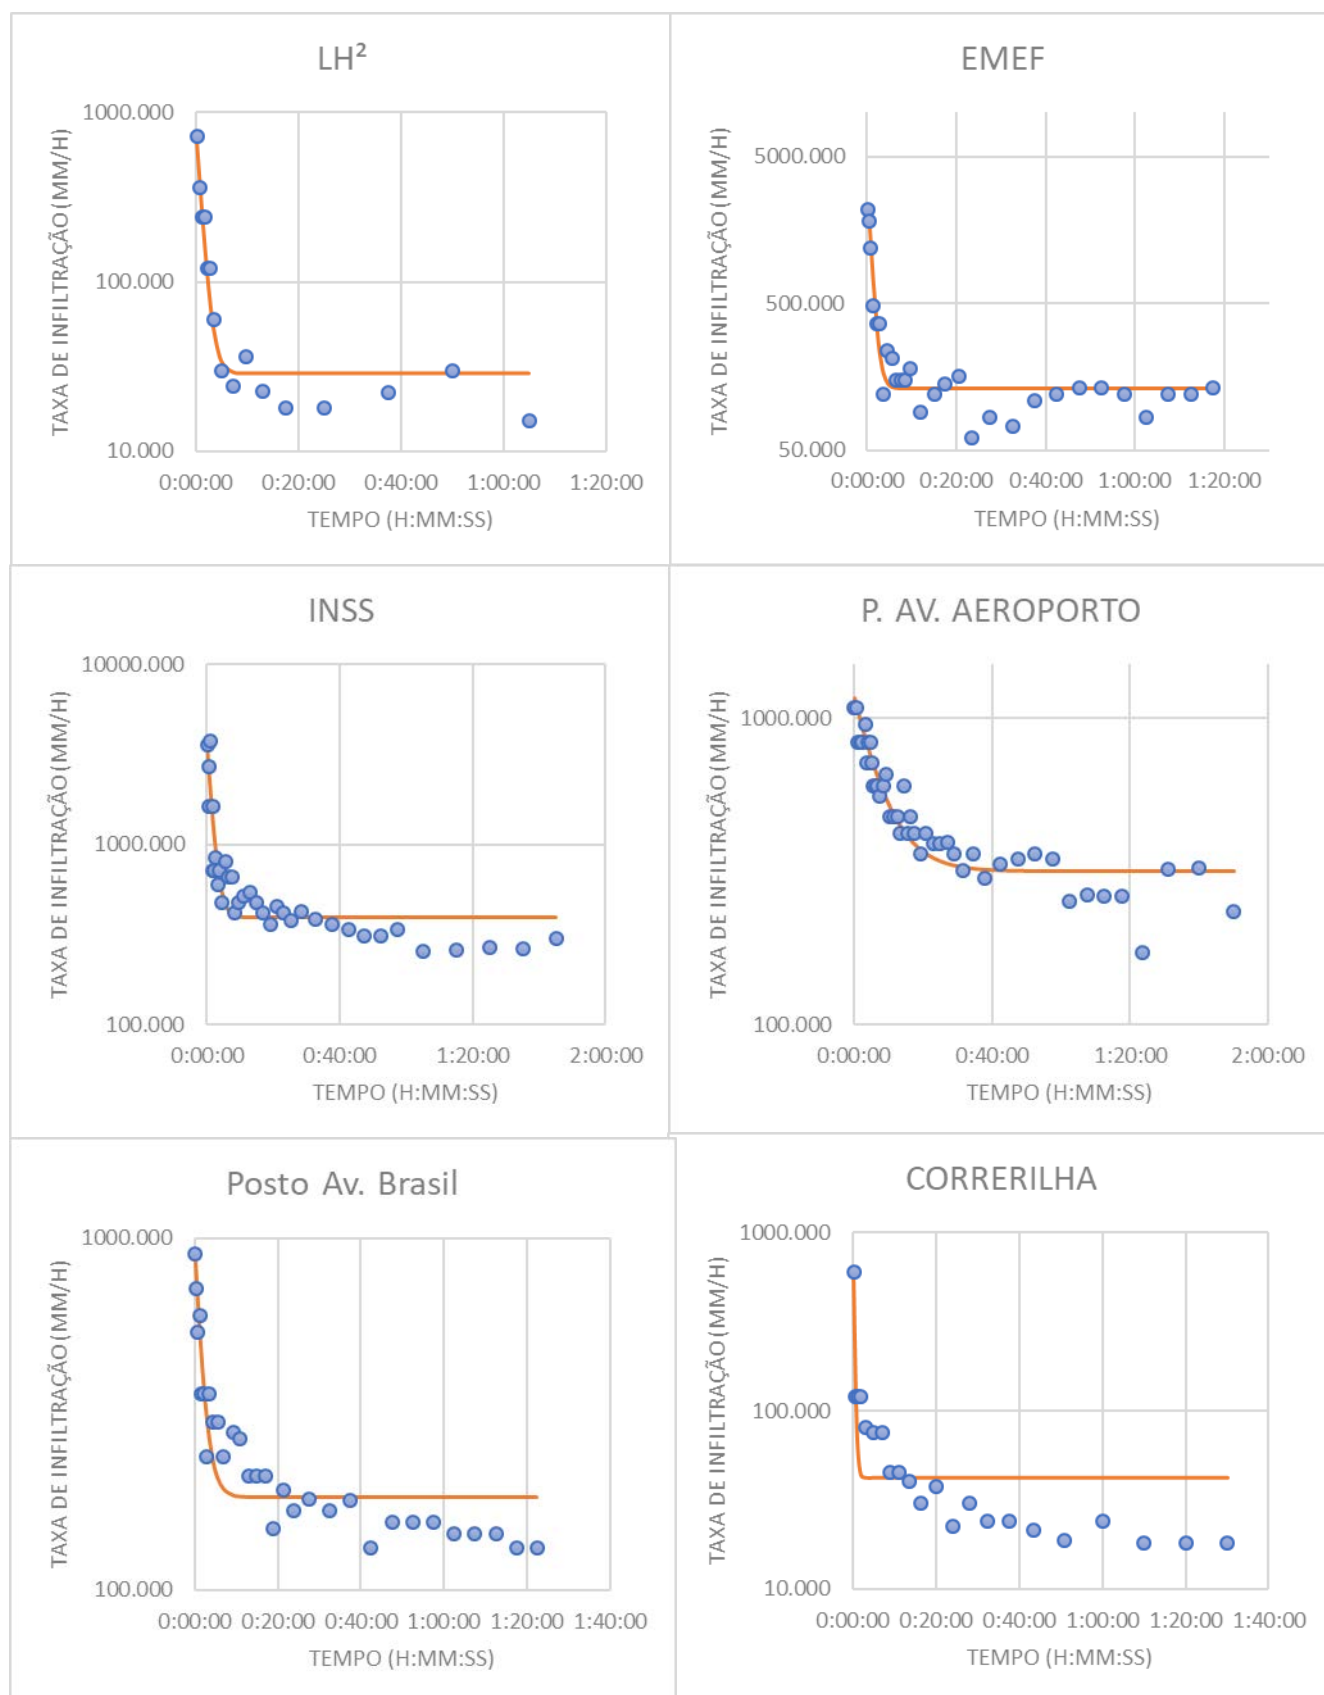 LH²
TAXA DE INFILTRAÇÃO (MM/H)
1000.000
100.000
10.000
0:00:00 0:20:00 0:40:00 1:00:00 1:20:00
TEMPO (H:MM:SS)
EMEF
TAXA DE INFILTRAÇÃO (MM/H)
5000.000
500.000
50.000
0:00:00 0:20:00 0:40:00 1:00:00 1:20:00
TEMPO (H:MM:SS)
INSS
TAXA DE INFILTRAÇÃO (MM/H)
10000.000
1000.000
100.000
0:00:00 0:40:00 1:20:00 2:00:00
TEMPO (H:MM:SS)
P. AV. AEROPORTO
TAXA DE INFILTRAÇÃO (MM/H)
1000.000
100.000
0:00:00 0:40:00 1:20:00 2:00:00
TEMPO (H:MM:SS)
Posto Av. Brasil
TAXA DE INFILTRAÇÃO (MM/H)
1000.000
100.000
0:00:00 0:20:00 0:40:00 1:00:00 1:20:00 1:40:00
TEMPO (H:MM:SS)
CORRERILHA
TAXA DE INFILTRAÇÃO (MM/H)
1000.000
100.000
10.000
0:00:00 0:20:00 0:40:00 1:00:00 1:20:00 1:40:00
TEMPO (H:MM:SS)